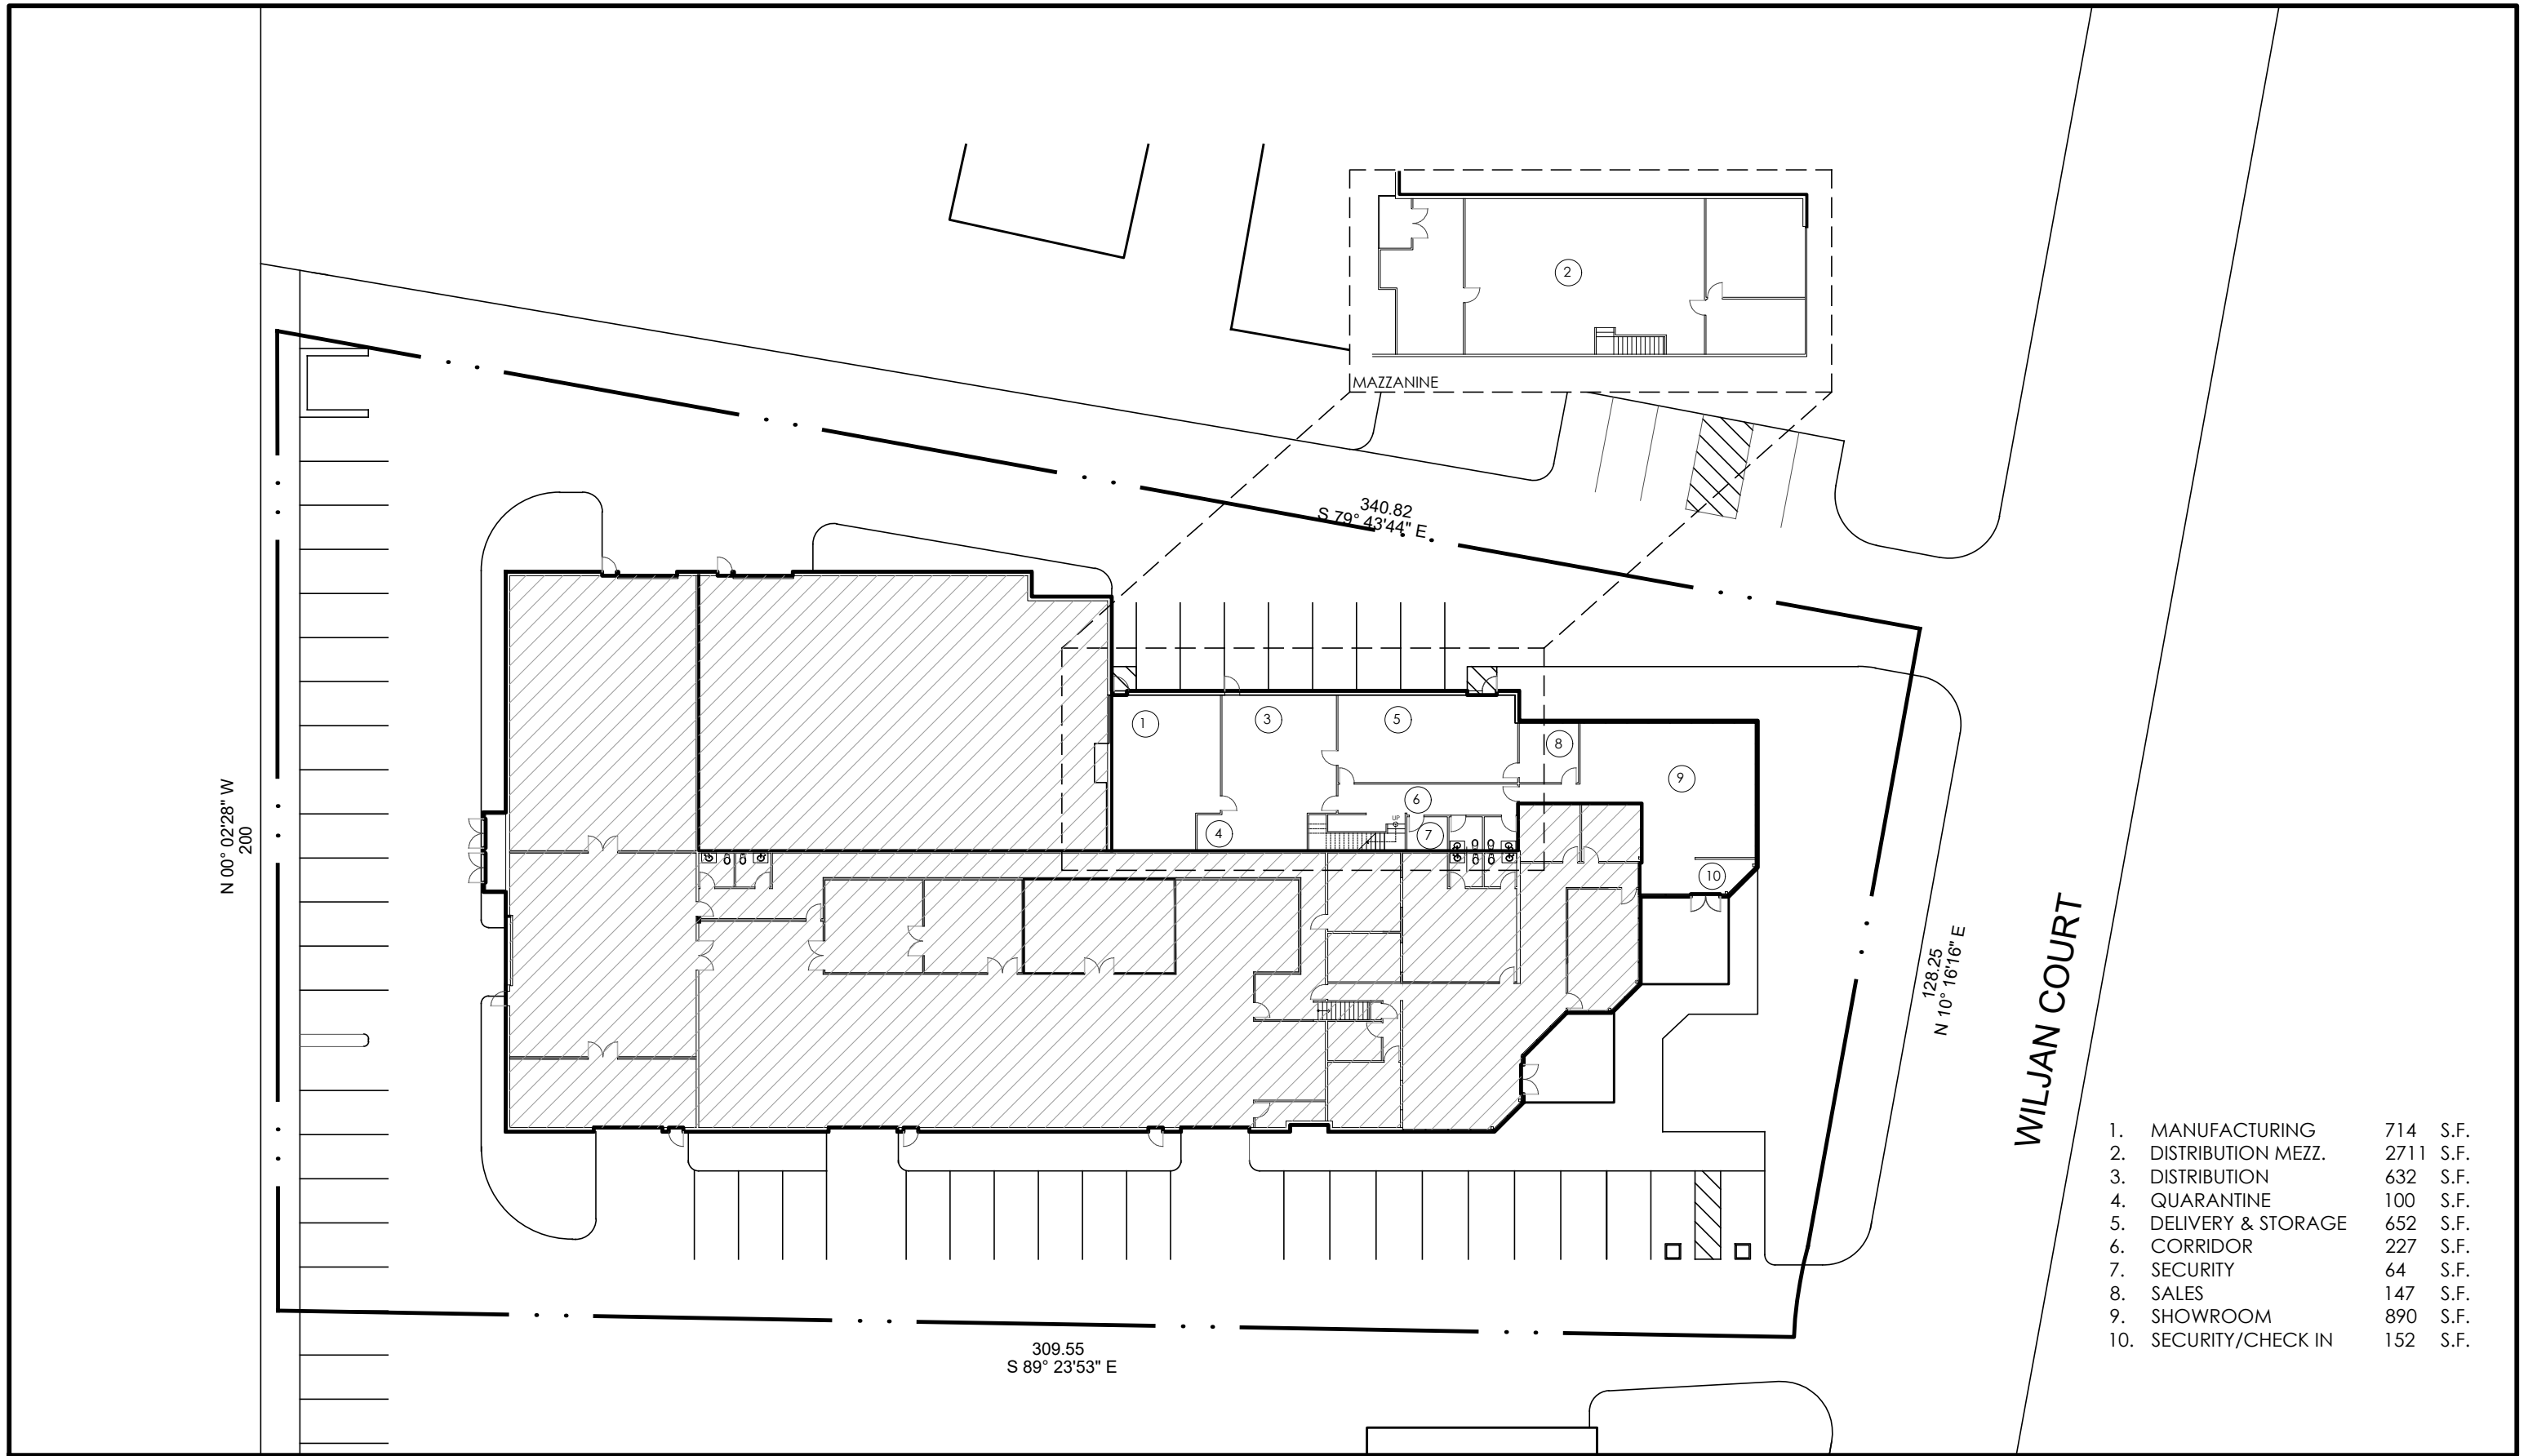 2
MAZZANINE
340.82
S 79° 43'44" E
1
3
5
8
9
6
UP
7
4
10
N 00° 02'28" W
200
128.25
N 10° 16'16" E
WILJAN COURT
309.55
S 89° 23'53" E
1. MANUFACTURING 714 S.F.
2. DISTRIBUTION MEZZ. 2711 S.F.
3. DISTRIBUTION 632 S.F.
4. QUARANTINE 100 S.F.
5. DELIVERY & STORAGE 652 S.F.
6. CORRIDOR 227 S.F.
7. SECURITY 64 S.F.
8. SALES 147 S.F.
9. SHOWROOM 890 S.F.
10. SECURITY/CHECK IN 152 S.F.